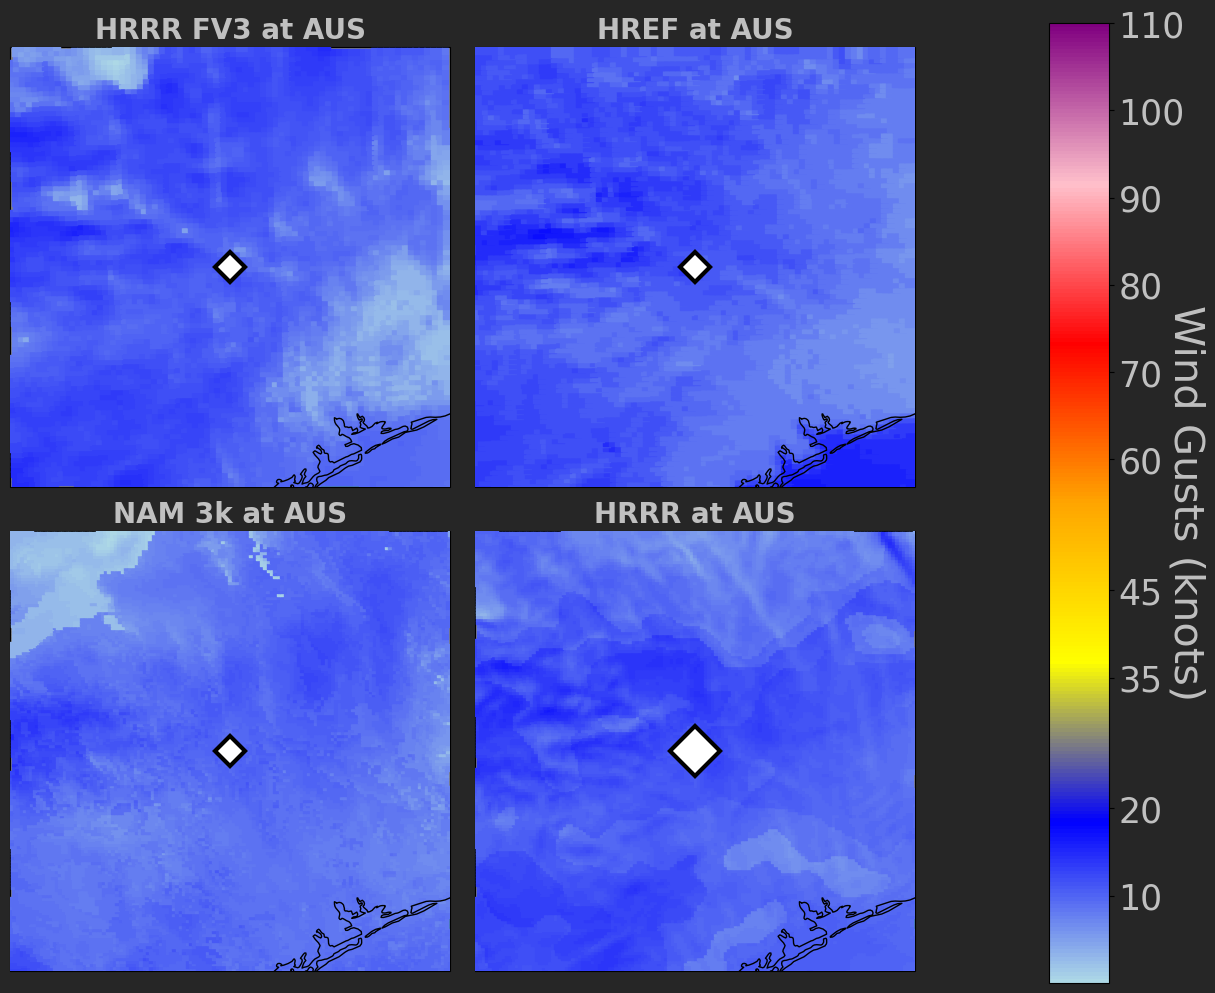 HRRR FV3 at AUS
HREF at AUS
NAM 3k at AUS
HRRR at AUS
110
100
90
80
70
60
45
35
20
10
Wind Gusts (knots)